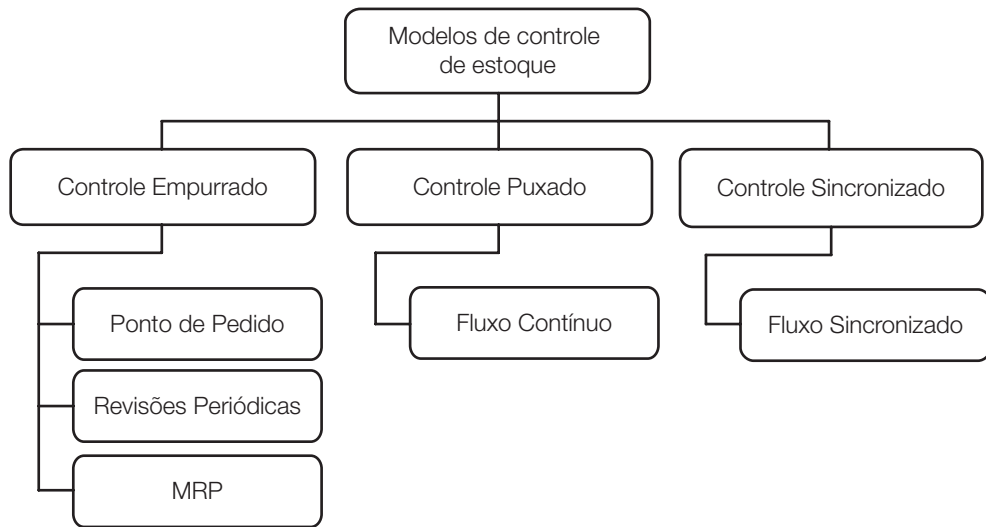 Modelos de controle
de estoque
Controle Empurrado
Controle Puxado
Controle Sincronizado
Ponto de Pedido
Fluxo Contínuo
Fluxo Sincronizado
Revisões Periódicas
MRP